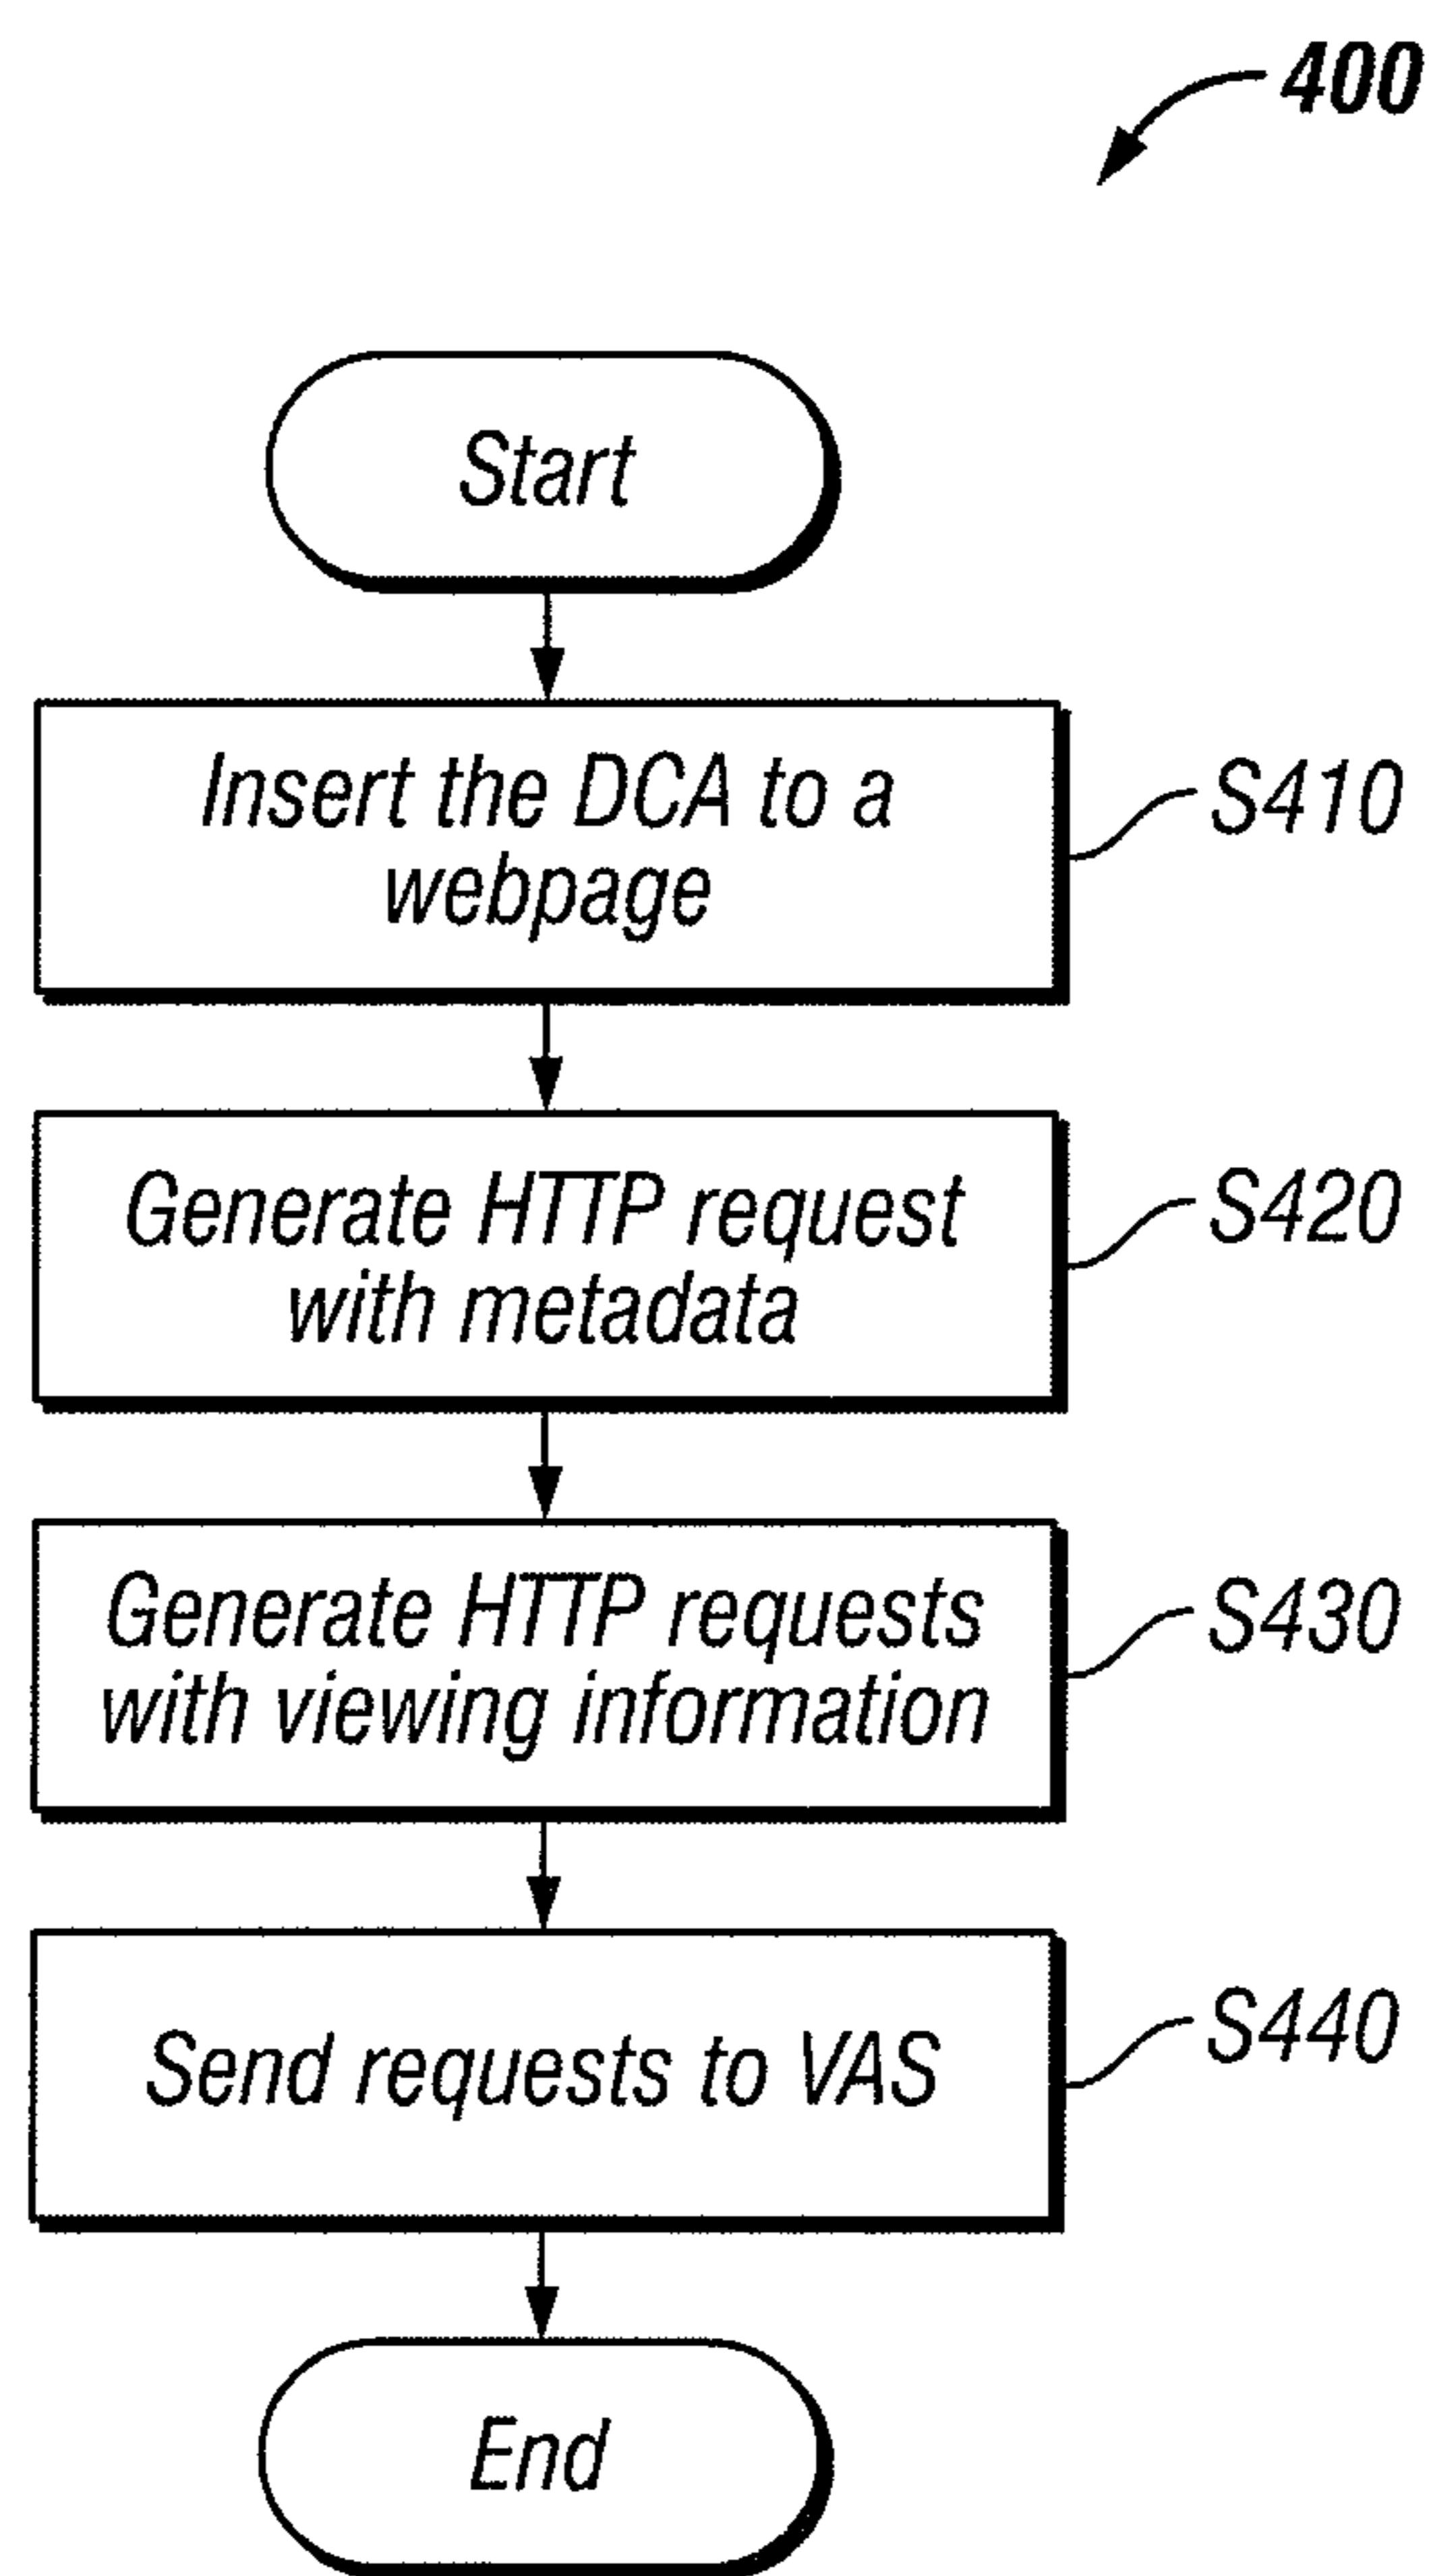 400
Start
Insert the DCA to a
webpage
S410
Generate HTTP request
with metadata
S420
Generate HTTP requests
with viewing information
S430
Send requests to VAS
S440
End